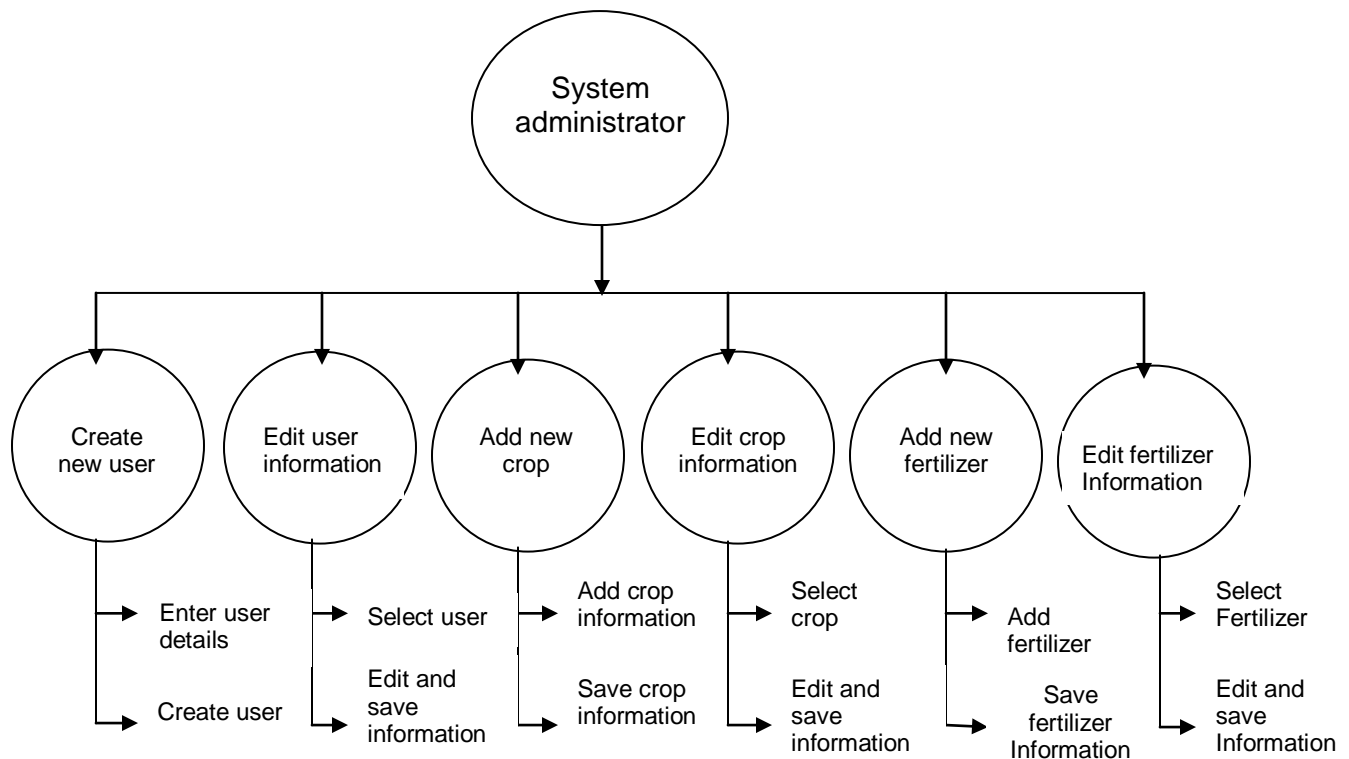 System
administrator
Create
new user
Edit user
information
Add new
crop
Edit crop
information
Add new
fertilizer
Edit fertilizer
Information
Enter user
details
Create user
Select user
Edit and
save
information
Add crop
information
Save crop
information
Select
crop
Edit and
save
information
Add
fertilizer
Save
fertilizer
Information
Select
Fertilizer
Edit and
save
Information